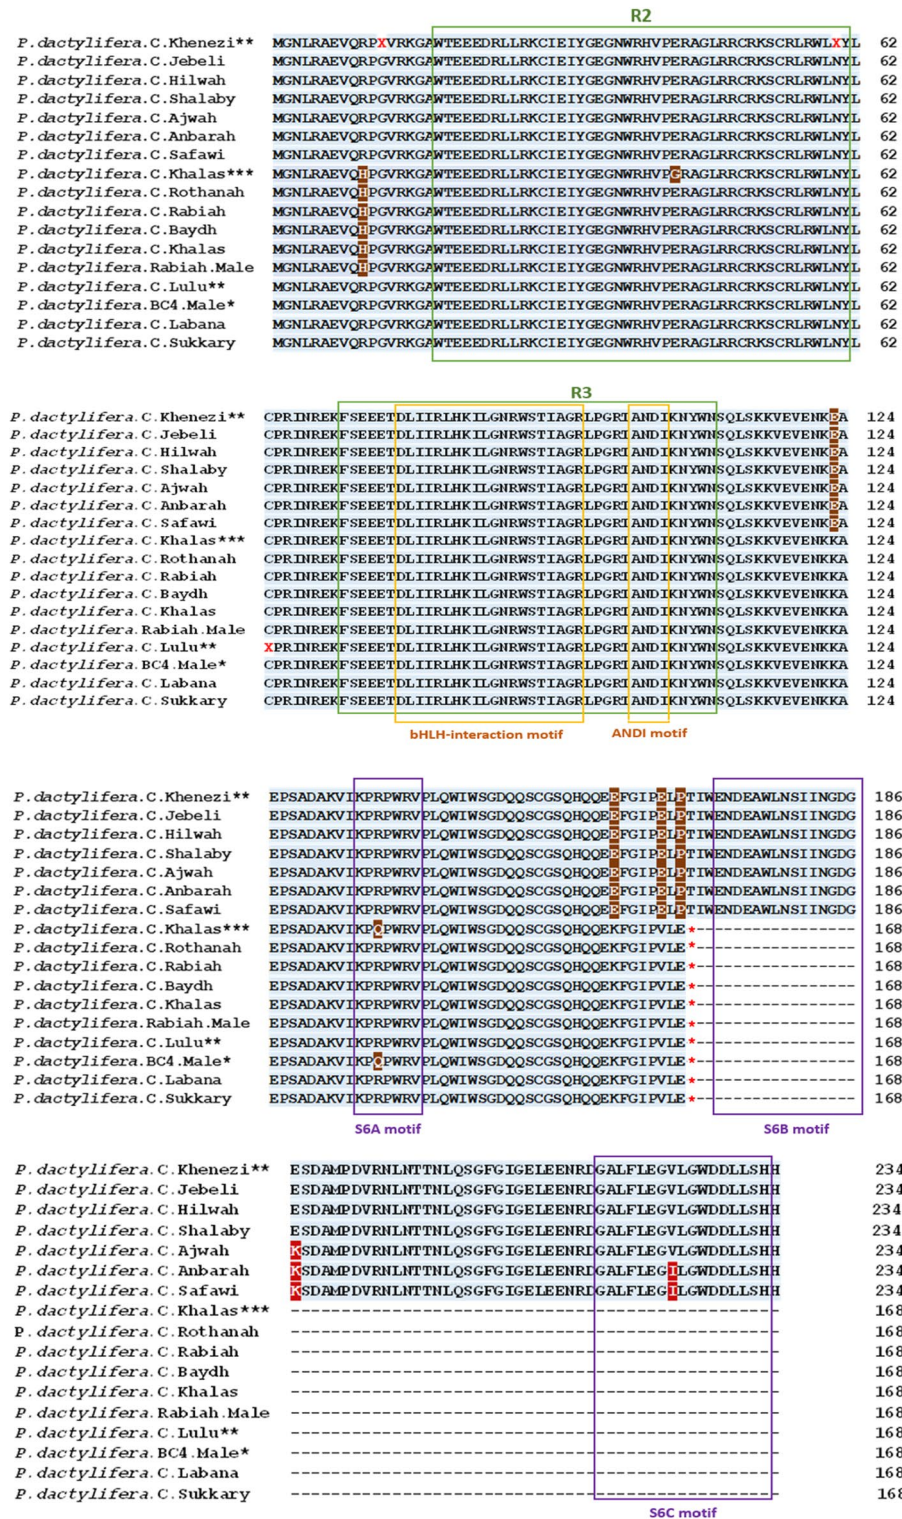 R2
P.dactylifera.C.Khenezi** MGNLRAEVQRPXVRKGAWTEEEDRLLRKCIEIYGEGNWRHVPERAGLRRCRKSCRLRWLXYL 62
P.dactylifera.C.Jebeli MGNLRAEVQRPGVRKGAWTEEEDRLLRKCIEIYGEGNWRHVPERAGLRRCRKSCRLRWLNYL 62
P.dactylifera.C.Hilwah MGNLRAEVQRPGVRKGAWTEEEDRLLRKCIEIYGEGNWRHVPERAGLRRCRKSCRLRWLNYL 62
P.dactylifera.C.Shalaby MGNLRAEVQRPGVRKGAWTEEEDRLLRKCIEIYGEGNWRHVPERAGLRRCRKSCRLRWLNYL 62
P.dactylifera.C.Ajwah MGNLRAEVQRPGVRKGAWTEEEDRLLRKCIEIYGEGNWRHVPERAGLRRCRKSCRLRWLNYL 62
P.dactylifera.C.Anbarah MGNLRAEVQRPGVRKGAWTEEEDRLLRKCIEIYGEGNWRHVPERAGLRRCRKSCRLRWLNYL 62
P.dactylifera.C.Safawi MGNLRAEVQRPGVRKGAWTEEEDRLLRKCIEIYGEGNWRHVPERAGLRRCRKSCRLRWLNYL 62
P.dactylifera.C.Khalas*** MGNLRAEVQHPGVRKGAWTEEEDRLLRKCIEIYGEGNWRHVPGRAGLRRCRKSCRLRWLNYL 62
P.dactylifera.C.Rothanah MGNLRAEVQHPGVRKGAWTEEEDRLLRKCIEIYGEGNWRHVPERAGLRRCRKSCRLRWLNYL 62
P.dactylifera.C.Rabiah MGNLRAEVQHPGVRKGAWTEEEDRLLRKCIEIYGEGNWRHVPERAGLRRCRKSCRLRWLNYL 62
P.dactylifera.C.Baydh MGNLRAEVQHPGVRKGAWTEEEDRLLRKCIEIYGEGNWRHVPERAGLRRCRKSCRLRWLNYL 62
P.dactylifera.C.Khalas MGNLRAEVQHPGVRKGAWTEEEDRLLRKCIEIYGEGNWRHVPERAGLRRCRKSCRLRWLNYL 62
P.dactylifera.Rabiah.Male MGNLRAEVQHPGVRKGAWTEEEDRLLRKCIEIYGEGNWRHVPERAGLRRCRKSCRLRWLNYL 62
P.dactylifera.C.Lulu** MGNLRAEVQRPGVRKGAWTEEEDRLLRKCIEIYGEGNWRHVPERAGLRRCRKSCRLRWLNYL 62
P.dactylifera.BC4.Male* MGNLRAEVQRPGVRKGAWTEEEDRLLRKCIEIYGEGNWRHVPERAGLRRCRKSCRLRWLNYL 62
P.dactylifera.C.Labana MGNLRAEVQRPGVRKGAWTEEEDRLLRKCIEIYGEGNWRHVPERAGLRRCRKSCRLRWLNYL 62
P.dactylifera.C.Sukkary MGNLRAEVQRPGVRKGAWTEEEDRLLRKCIEIYGEGNWRHVPERAGLRRCRKSCRLRWLNYL 62
R3
P.dactylifera.C.Khenezi** CPRINREKFSEEETDLIIRLHKILGNRWSTIAGRLPGRTANDIKNYWNSQLSKKVEVENKEA 124
P.dactylifera.C.Jebeli CPRINREKFSEEETDLIIRLHKILGNRWSTIAGRLPGRTANDIKNYWNSQLSKKVEVENKEA 124
P.dactylifera.C.Hilwah CPRINREKFSEEETDLIIRLHKILGNRWSTIAGRLPGRTANDIKNYWNSQLSKKVEVENKEA 124
P.dactylifera.C.Shalaby CPRINREKFSEEETDLIIRLHKILGNRWSTIAGRLPGRTANDIKNYWNSQLSKKVEVENKEA 124
P.dactylifera.C.Ajwah CPRINREKFSEEETDLIIRLHKILGNRWSTIAGRLPGRTANDIKNYWNSQLSKKVEVENKEA 124
P.dactylifera.C.Anbarah CPRINREKFSEEETDLIIRLHKILGNRWSTIAGRLPGRTANDIKNYWNSQLSKKVEVENKEA 124
P.dactylifera.C.Safawi CPRINREKFSEEETDLIIRLHKILGNRWSTIAGRLPGRTANDIKNYWNSQLSKKVEVENKEA 124
P.dactylifera.C.Khalas*** CPRINREKFSEEETDLIIRLHKILGNRWSTIAGRLPGRTANDIKNYWNSQLSKKVEVENKKA 124
P.dactylifera.C.Rothanah CPRINREKFSEEETDLIIRLHKILGNRWSTIAGRLPGRTANDIKNYWNSQLSKKVEVENKKA 124
P.dactylifera.C.Rabiah CPRINREKFSEEETDLIIRLHKILGNRWSTIAGRLPGRTANDIKNYWNSQLSKKVEVENKKA 124
P.dactylifera.C.Baydh CPRINREKFSEEETDLIIRLHKILGNRWSTIAGRLPGRTANDIKNYWNSQLSKKVEVENKKA 124
P.dactylifera.C.Khalas CPRINREKFSEEETDLIIRLHKILGNRWSTIAGRLPGRTANDIKNYWNSQLSKKVEVENKKA 124
P.dactylifera.Rabiah.Male CPRINREKFSEEETDLIIRLHKILGNRWSTIAGRLPGRTANDIKNYWNSQLSKKVEVENKKA 124
P.dactylifera.C.Lulu** XPRINREKFSEEETDLIIRLHKILGNRWSTIAGRLPGRTANDIKNYWNSQLSKKVEVENKKA 124
P.dactylifera.BC4.Male* CPRINREKFSEEETDLIIRLHKILGNRWSTIAGRLPGRTANDIKNYWNSQLSKKVEVENKKA 124
P.dactylifera.C.Labana CPRINREKFSEEETDLIIRLHKILGNRWSTIAGRLPGRTANDIKNYWNSQLSKKVEVENKKA 124
P.dactylifera.C.Sukkary CPRINREKFSEEETDLIIRLHKILGNRWSTIAGRLPGRTANDIKNYWNSQLSKKVEVENKKA 124
bHLH-interaction motif ANDI motif
P.dactylifera.C.Khenezi** EPSADAKVIKPRPWRVPLQWIWSGDQQSCGSQHQQEEFGIPELPTIWENDEAWLNSIINGDG 186
P.dactylifera.C.Jebeli EPSADAKVIKPRPWRVPLQWIWSGDQQSCGSQHQQEEFGIPELPTIWENDEAWLNSIINGDG 186
P.dactylifera.C.Hilwah EPSADAKVIKPRPWRVPLQWIWSGDQQSCGSQHQQEEFGIPELPTIWENDEAWLNSIINGDG 186
P.dactylifera.C.Shalaby EPSADAKVIKPRPWRVPLQWIWSGDQQSCGSQHQQEEFGIPELPTIWENDEAWLNSIINGDG 186
P.dactylifera.C.Ajwah EPSADAKVIKPRPWRVPLQWIWSGDQQSCGSQHQQEEFGIPELPTIWENDEAWLNSIINGDG 186
P.dactylifera.C.Anbarah EPSADAKVIKPRPWRVPLQWIWSGDQQSCGSQHQQEEFGIPELPTIWENDEAWLNSIINGDG 186
P.dactylifera.C.Safawi EPSADAKVIKPRPWRVPLQWIWSGDQQSCGSQHQQEEFGIPELPTIWENDEAWLNSIINGDG 186
P.dactylifera.C.Khalas*** EPSADAKVIKPQPWRVPLQWIWSGDQQSCGSQHQQEKFGIPVLE*----------------- 168
P.dactylifera.C.Rothanah EPSADAKVIKPRPWRVPLQWIWSGDQQSCGSQHQQEKFGIPVLE*----------------- 168
P.dactylifera.C.Rabiah EPSADAKVIKPRPWRVPLQWIWSGDQQSCGSQHQQEKFGIPVLE*----------------- 168
P.dactylifera.C.Baydh EPSADAKVIKPRPWRVPLQWIWSGDQQSCGSQHQQEKFGIPVLE*----------------- 168
P.dactylifera.C.Khalas EPSADAKVIKPRPWRVPLQWIWSGDQQSCGSQHQQEKFGIPVLE*----------------- 168
P.dactylifera.Rabiah.Male EPSADAKVIKPRPWRVPLQWIWSGDQQSCGSQHQQEKFGIPVLE*----------------- 168
P.dactylifera.C.Lulu** EPSADAKVIKPRPWRVPLQWIWSGDQQSCGSQHQQEKFGIPVLE*----------------- 168
P.dactylifera.BC4.Male* EPSADAKVIKPQPWRVPLQWIWSGDQQSCGSQHQQEKFGIPVLE*----------------- 168
P.dactylifera.C.Labana EPSADAKVIKPRPWRVPLQWIWSGDQQSCGSQHQQEKFGIPVLE*----------------- 168
P.dactylifera.C.Sukkary EPSADAKVIKPRPWRVPLQWIWSGDQQSCGSQHQQEKFGIPVLE*----------------- 168
S6A motif S6B motif
P.dactylifera.C.Khenezi** ESDAMPDVRNLNTTNLQSGFGIGELEENRDGALFLEGVLGWDDLLSHH 234
P.dactylifera.C.Jebeli ESDAMPDVRNLNTTNLQSGFGIGELEENRDGALFLEGVLGWDDLLSHH 234
P.dactylifera.C.Hilwah ESDAMPDVRNLNTTNLQSGFGIGELEENRDGALFLEGVLGWDDLLSHH 234
P.dactylifera.C.Shalaby ESDAMPDVRNLNTTNLQSGFGIGELEENRDGALFLEGVLGWDDLLSHH 234
P.dactylifera.C.Ajwah KSDAMPDVRNLNTTNLQSGFGIGELEENRDGALFLEGVLGWDDLLSHH 234
P.dactylifera.C.Anbarah KSDAMPDVRNLNTTNLQSGFGIGELEENRDGALFLEGILGWDDLLSHH 234
P.dactylifera.C.Safawi KSDAMPDVRNLNTTNLQSGFGIGELEENRDGALFLEGILGWDDLLSHH 234
P.dactylifera.C.Khalas*** ------------------------------------------------ 168
P.dactylifera.C.Rothanah ------------------------------------------------ 168
P.dactylifera.C.Rabiah ------------------------------------------------ 168
P.dactylifera.C.Baydh ------------------------------------------------ 168
P.dactylifera.C.Khalas ------------------------------------------------ 168
P.dactylifera.Rabiah.Male ------------------------------------------------ 168
P.dactylifera.C.Lulu** ------------------------------------------------ 168
P.dactylifera.BC4.Male* ------------------------------------------------ 168
P.dactylifera.C.Labana ------------------------------------------------ 168
P.dactylifera.C.Sukkary ------------------------------------------------ 168
S6C motif